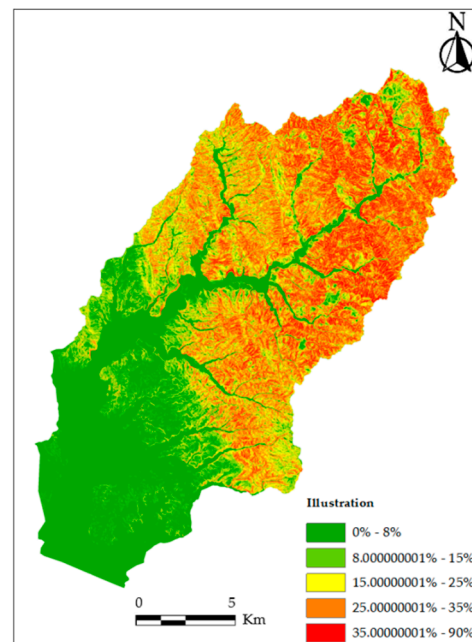 N
Illustration
0% - 8%
8.000000001% - 15%
15.00000001% - 25%
25.00000001% - 35%
35.00000001% - 90%
0 5
Km